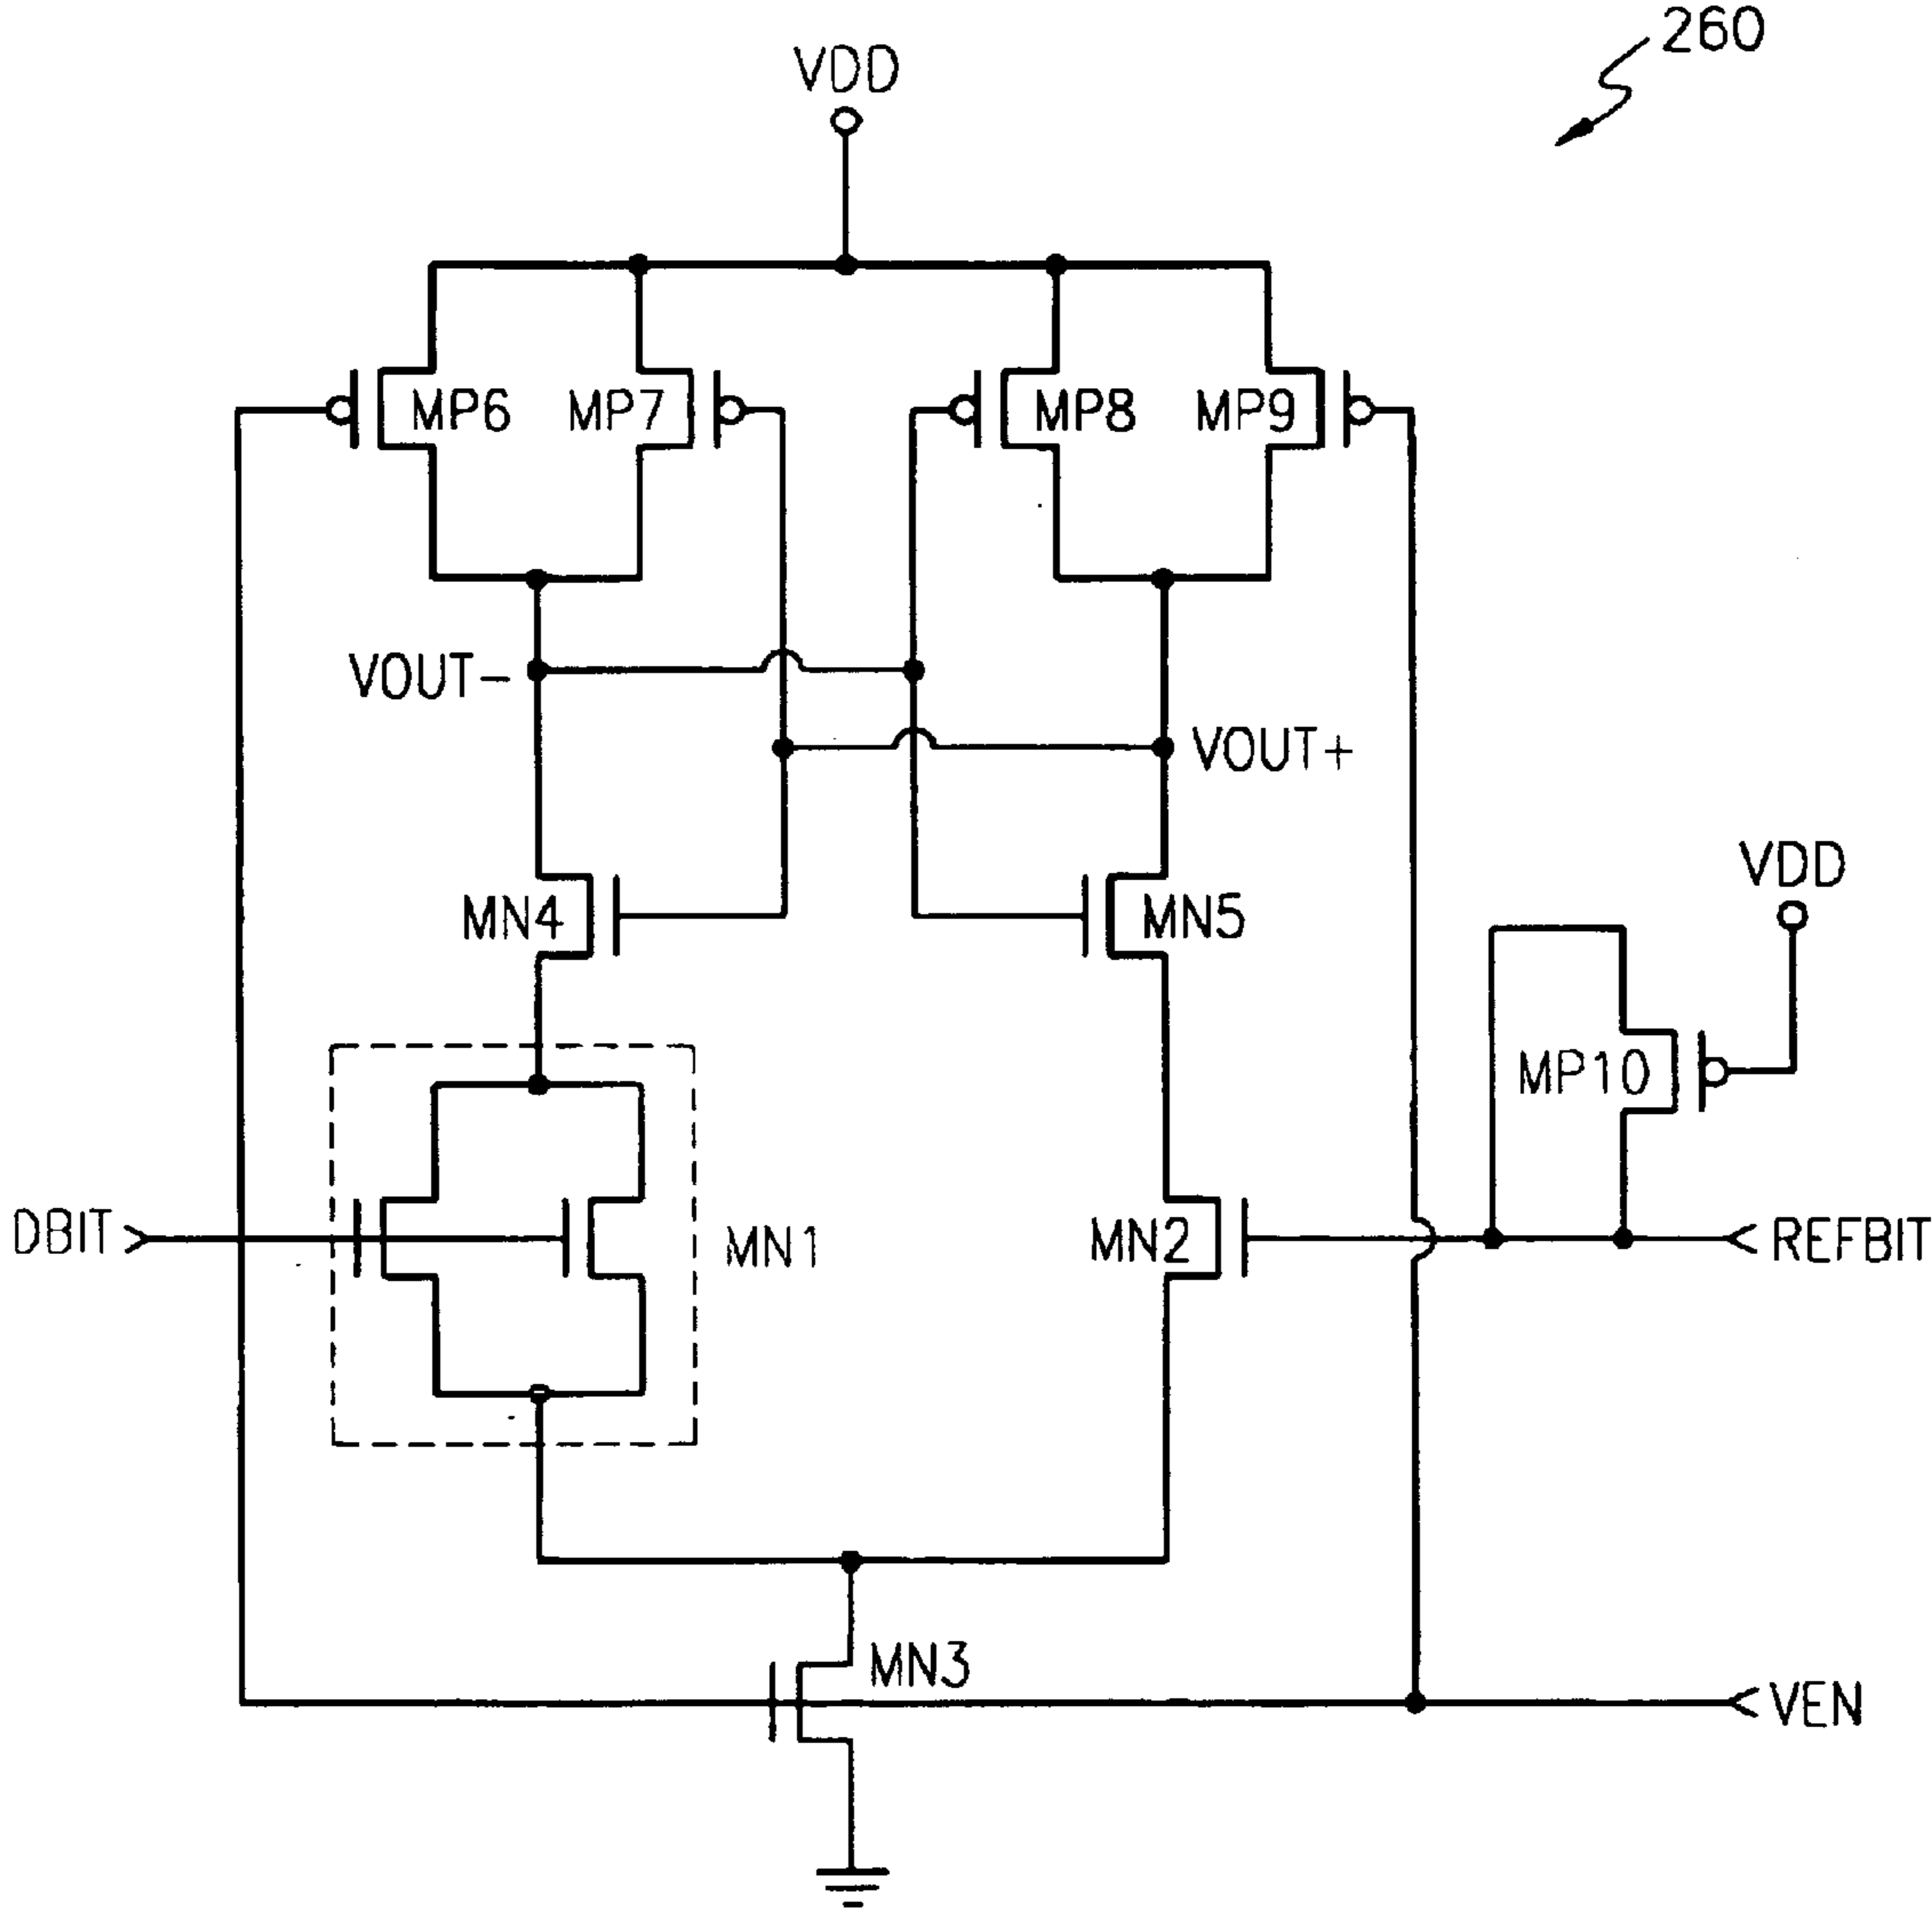 260
VDD
MP6
MP7
MP8
MP9
VOUT-
VOUT+
VDD
MN4
MN5
MP10
DBIT
MN1
MN2
REFBIT
MN3
VEN